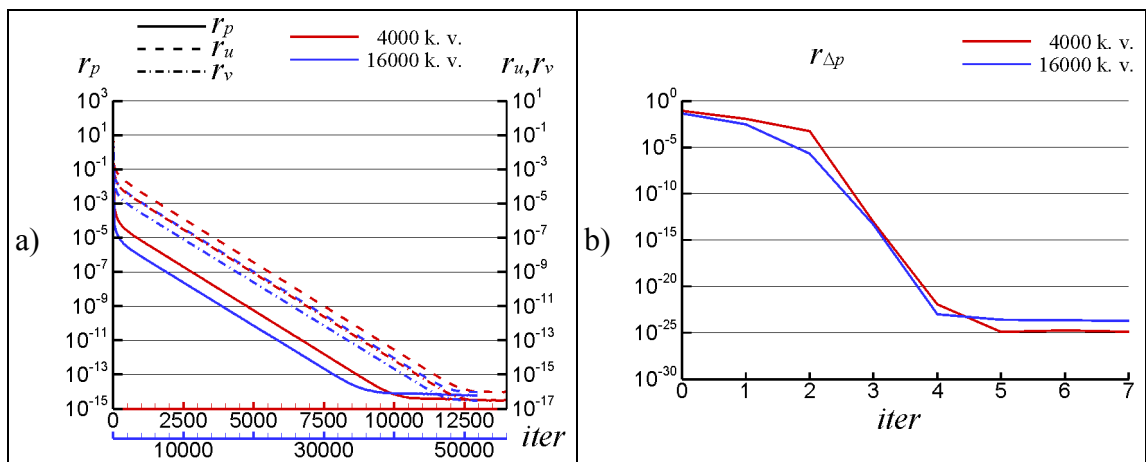 a)
r_p
r_u
r_v
4000 k. v.
16000 k. v.
r_p
r_u,r_v
10^3
10^1
10^-1
10^-3
10^-5
10^-7
10^-9
10^-11
10^-13
10^-15
10^1
10^-1
10^-3
10^-5
10^-7
10^-9
10^-11
10^-13
10^-15
10^-17
0 2500 5000 7500 10000 12500
10000 30000 50000
iter
b)
r_Δp
4000 k. v.
16000 k. v.
10^0
10^-5
10^-10
10^-15
10^-20
10^-25
10^-30
0 1 2 3 4 5 6 7
iter